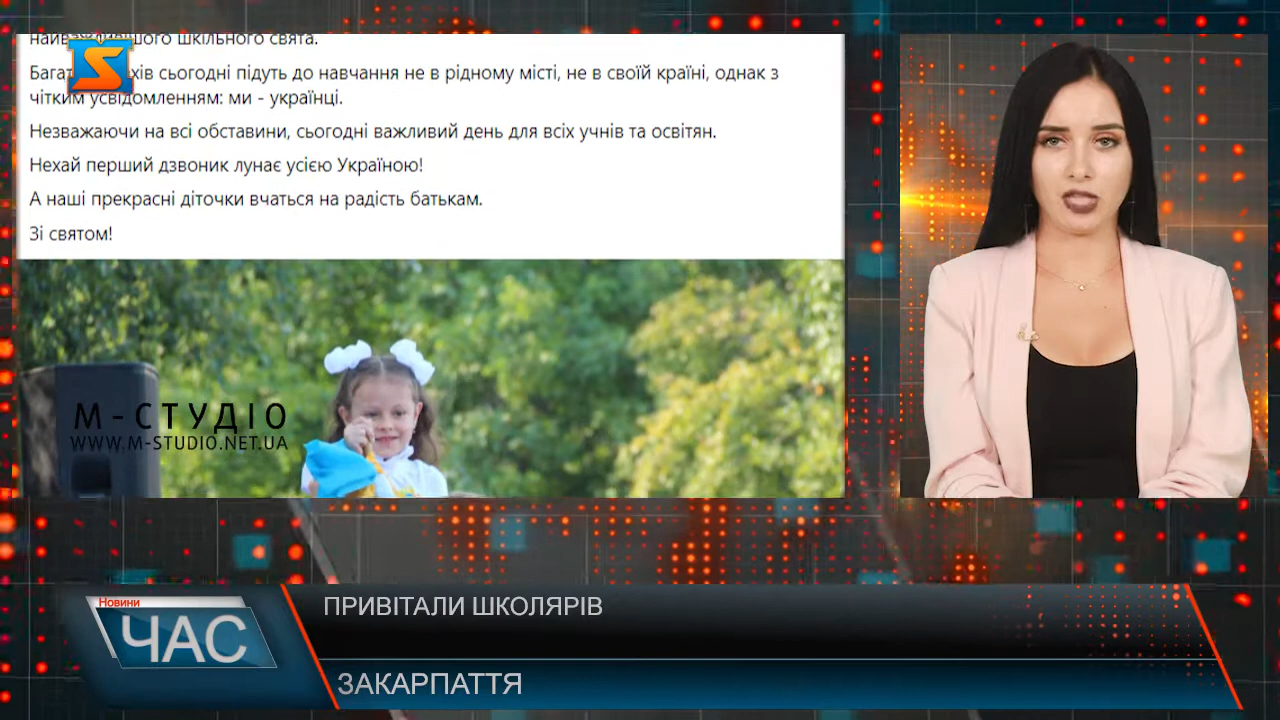 найважливішого шкільного свята.
сьогодні підуть до навчання не в рідному місті, не в своїй країні, однак з
чітким усвідомленням: ми - українці.
Незважаючи на всі обставини, сьогодні важливий день для всіх учнів та освітян.
Нехай перший дзвоник лунає усією Україною!
А наші прекрасні діточки вчаться на радість батькам.
Зі святом!
М-СТУДІО
WWW.M-STUDIO.NET.UA
Новини
ЧАС
ПРИВІТАЛИ ШКОЛЯРІВ
ЗАКАРПАТТЯ